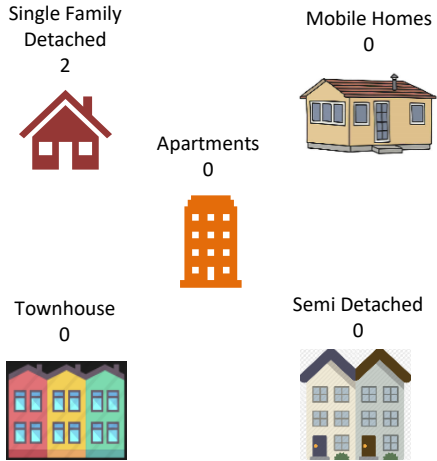 Single Family
Detached
2
Mobile Homes
0
Apartments
0
Townhouse
0
Semi Detached
0